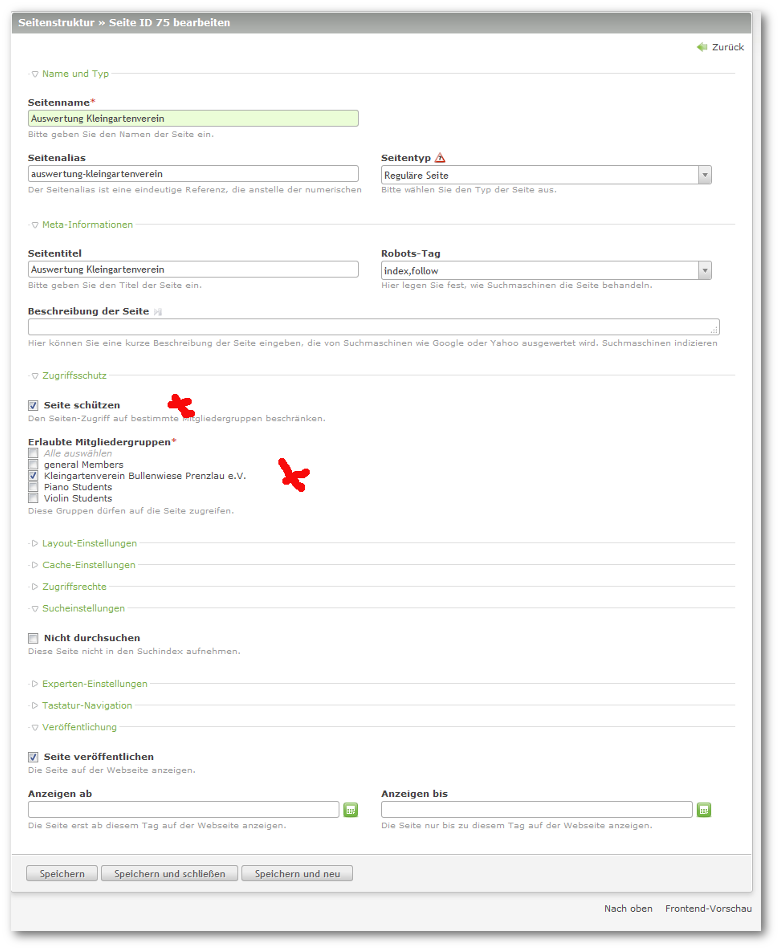 Seitenstruktur » Seite ID 75 bearbeiten
Zurück
Name und Typ
Seitenname*
Auswertung Kleingartenverein
Bitte geben Sie den Namen der Seite ein.
Seitenalias
Seitentyp
auswertung-kleingartenverein
Reguläre Seite
Der Seitenalias ist eine eindeutige Referenz, die anstelle der numerischen
Bitte wählen Sie den Typ der Seite aus.
Meta-Informationen
Seitentitel
Robots-Tag
Auswertung Kleingartenverein
index,follow
Bitte geben Sie den Titel der Seite ein.
Hier legen Sie fest, wie Suchmaschinen die Seite behandeln.
Beschreibung der Seite
Hier können Sie eine kurze Beschreibung der Seite eingeben, die von Suchmaschinen wie Google oder Yahoo ausgewertet wird. Suchmaschinen indizieren
Zugriffsschutz
Seite schützen
Den Seiten-Zugriff auf bestimmte Mitgliedergruppen beschränken.
Erlaubte Mitgliedergruppen*
Alle auswählen
general Members
Kleingartenverein Bullenwiese Prenzlau e.V.
Piano Students
Violin Students
Diese Gruppen dürfen auf die Seite zugreifen.
Layout-Einstellungen
Cache-Einstellungen
Zugriffsrechte
Sucheinstellungen
Nicht durchsuchen
Diese Seite nicht in den Suchindex aufnehmen.
Experten-Einstellungen
Tastatur-Navigation
Veröffentlichung
Seite veröffentlichen
Die Seite auf der Webseite anzeigen.
Anzeigen ab
Anzeigen bis
Die Seite erst ab diesem Tag auf der Webseite anzeigen.
Die Seite nur bis zu diesem Tag auf der Webseite anzeigen.
Speichern
Speichern und schließen
Speichern und neu
Nach oben
Frontend-Vorschau